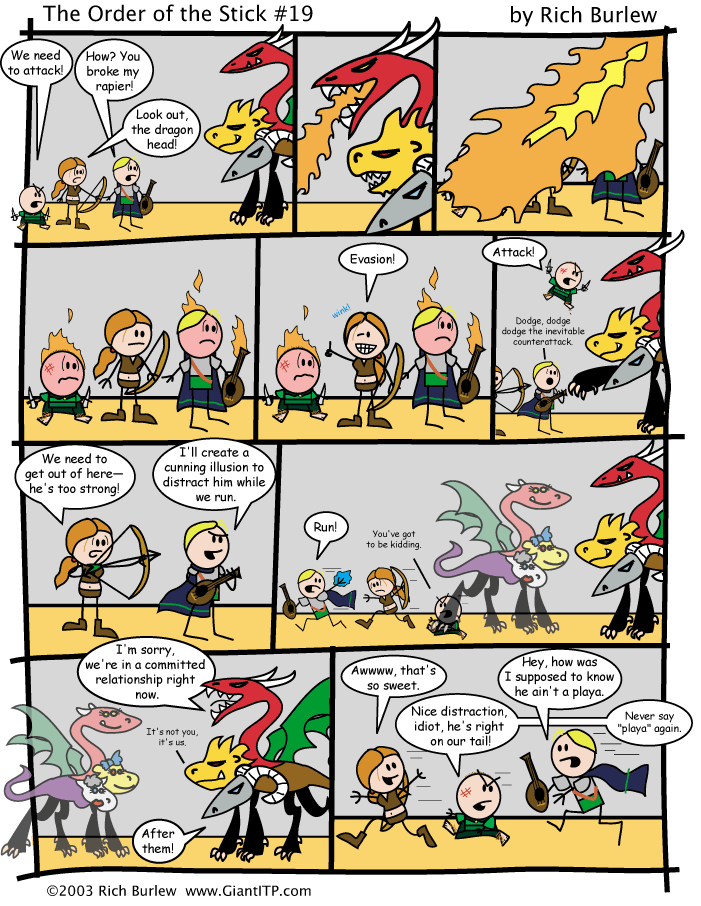 The Order of the Stick #19
by Rich Burlew
We need
to attack!
How? You
broke my
rapier!
Look out,
the dragon
head!
wink!
Evasion!
Attack!
Dodge, dodge
dodge the inevitable
counterattack.
We need to
get out of here—
he's too strong!
I'll create a
cunning illusion to
distract him while
we run.
Run!
You've got
to be kidding.
I'm sorry,
we're in a committed
relationship right
now.
It's not you,
it's us.
After
them!
Awwww, that's
so sweet.
Nice distraction,
idiot, he's right
on our tail!
Hey, how was
I supposed to know
he ain't a playa.
Never say
"playa" again.
©2003 Rich Burlew www.GiantITP.com